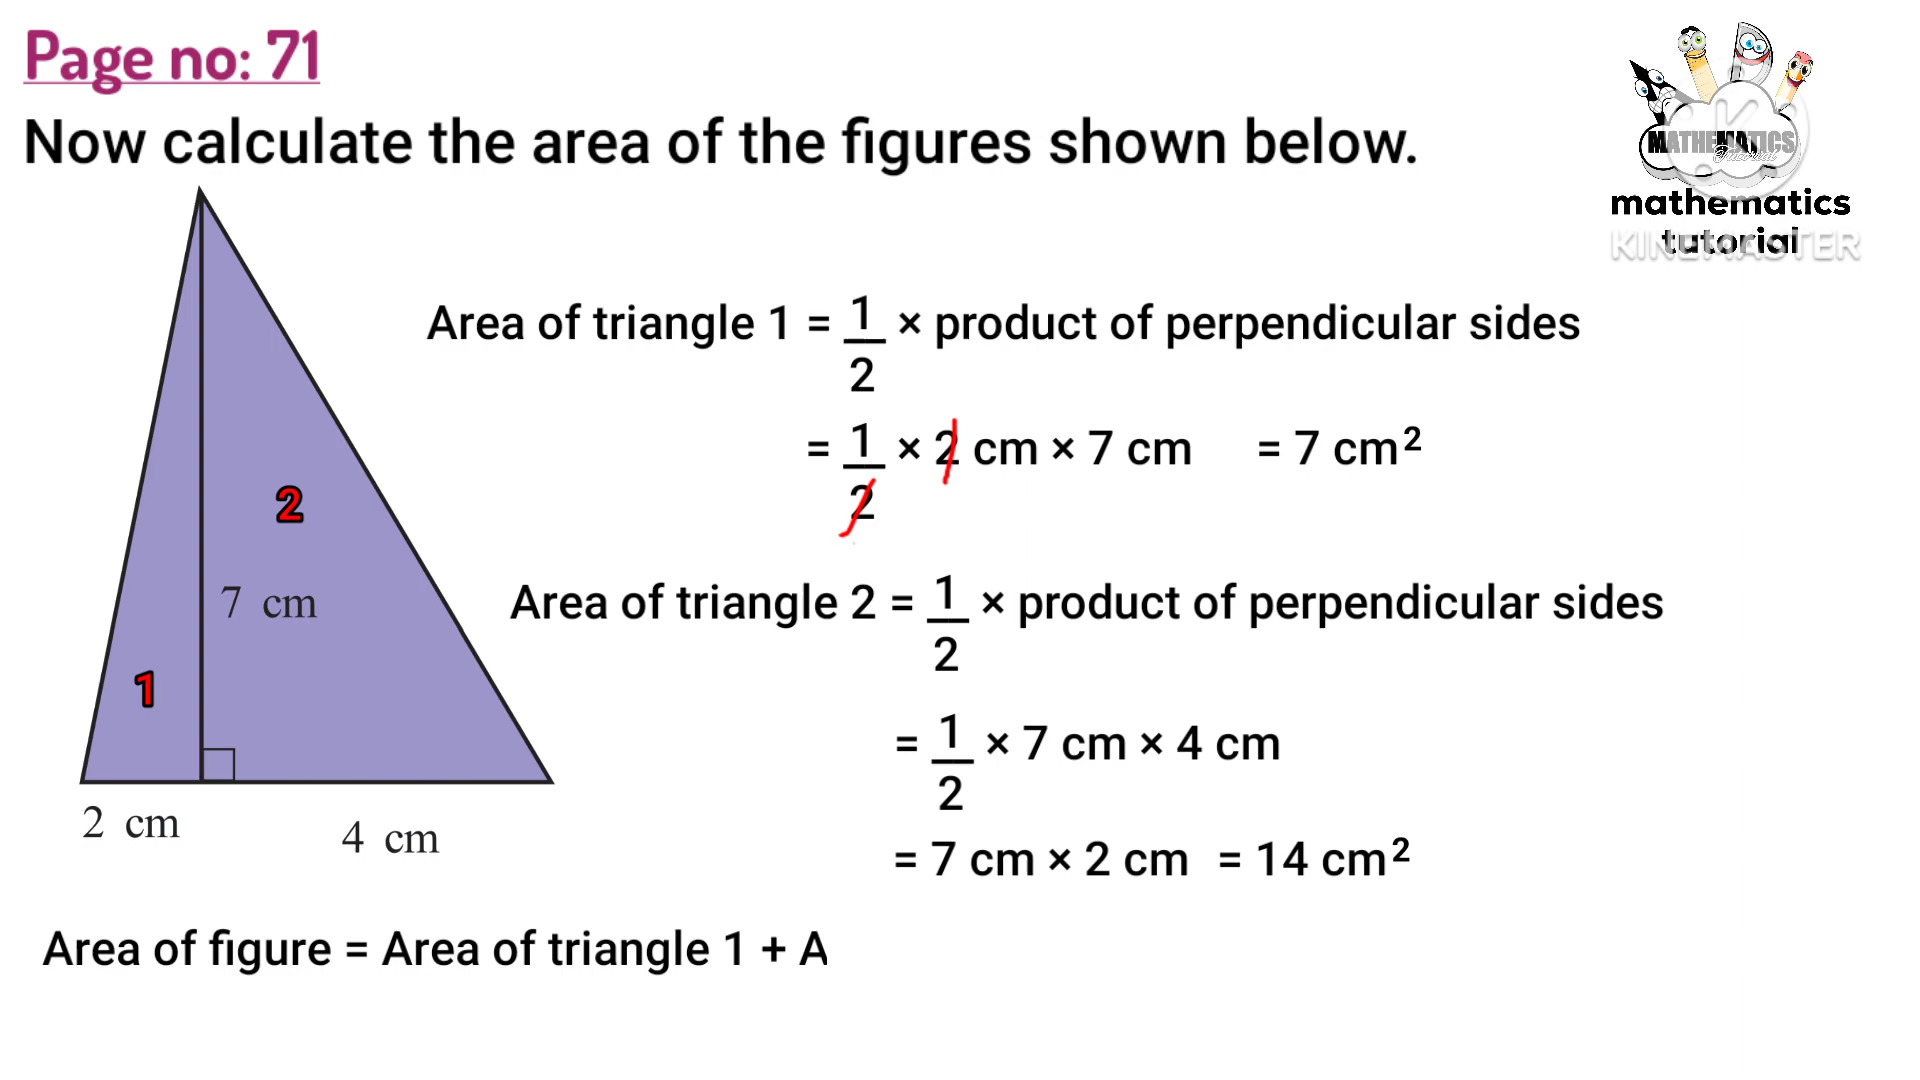 Page no: 71
Now calculate the area of the figures shown below.
MATHEMATICS
Tutorial
mathematics
tutorial
KINEMASTER
Area of triangle 1 = 1/2 × product of perpendicular sides
= 1/2 × 2 cm × 7 cm = 7 cm²
2
7 cm
Area of triangle 2 = 1/2 × product of perpendicular sides
1
= 1/2 × 7 cm × 4 cm
2 cm
4 cm
= 7 cm × 2 cm = 14 cm²
Area of figure = Area of triangle 1 + A